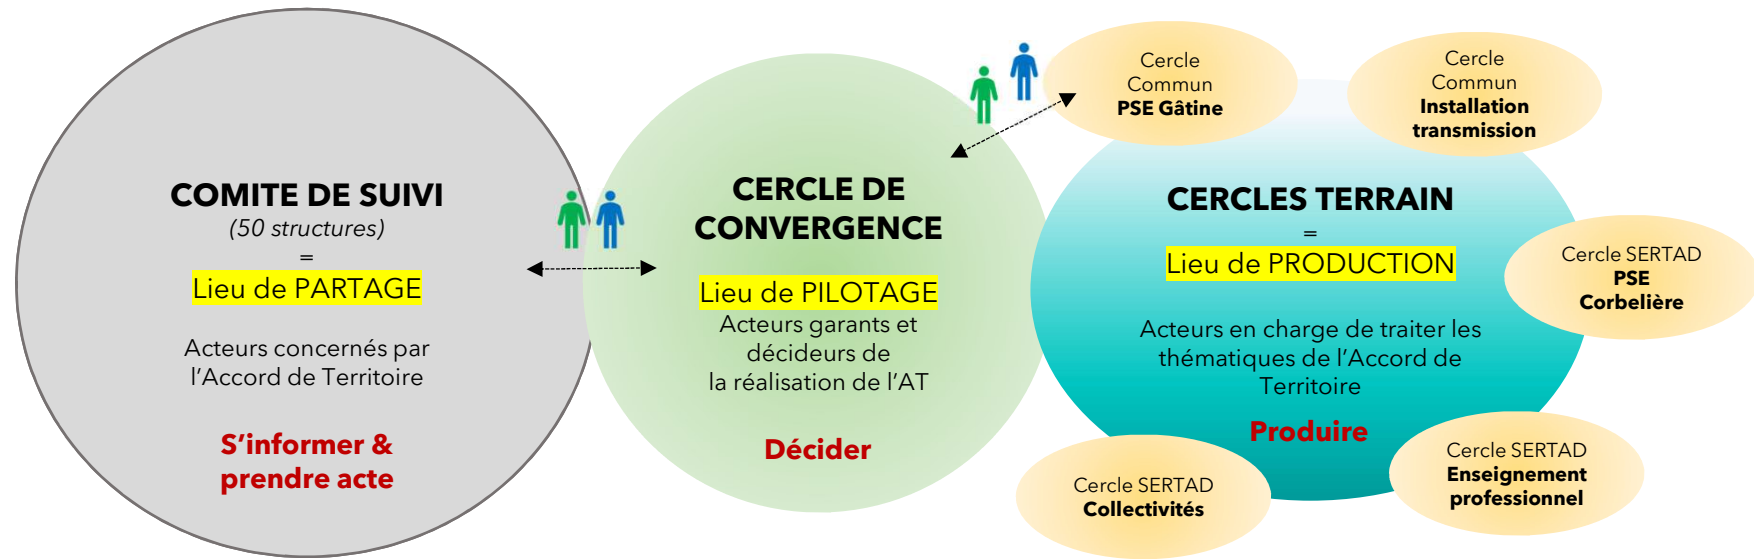 COMITE DE SUIVI
(50 structures)
=
Lieu de PARTAGE
Acteurs concernés par
l’Accord de Territoire
S’informer &
prendre acte
CERCLE DE
CONVERGENCE
Lieu de PILOTAGE
Acteurs garants et
décideurs de
la réalisation de l’AT
Décider
CERCLES TERRAIN
=
Lieu de PRODUCTION
Acteurs en charge de traiter les
thématiques de l’Accord de
Territoire
Produire
Cercle
Commun
PSE Gâtine
Cercle
Commun
Installation
transmission
Cercle SERTAD
PSE
Corbelière
Cercle SERTAD
Enseignement
professionnel
Cercle SERTAD
Collectivités